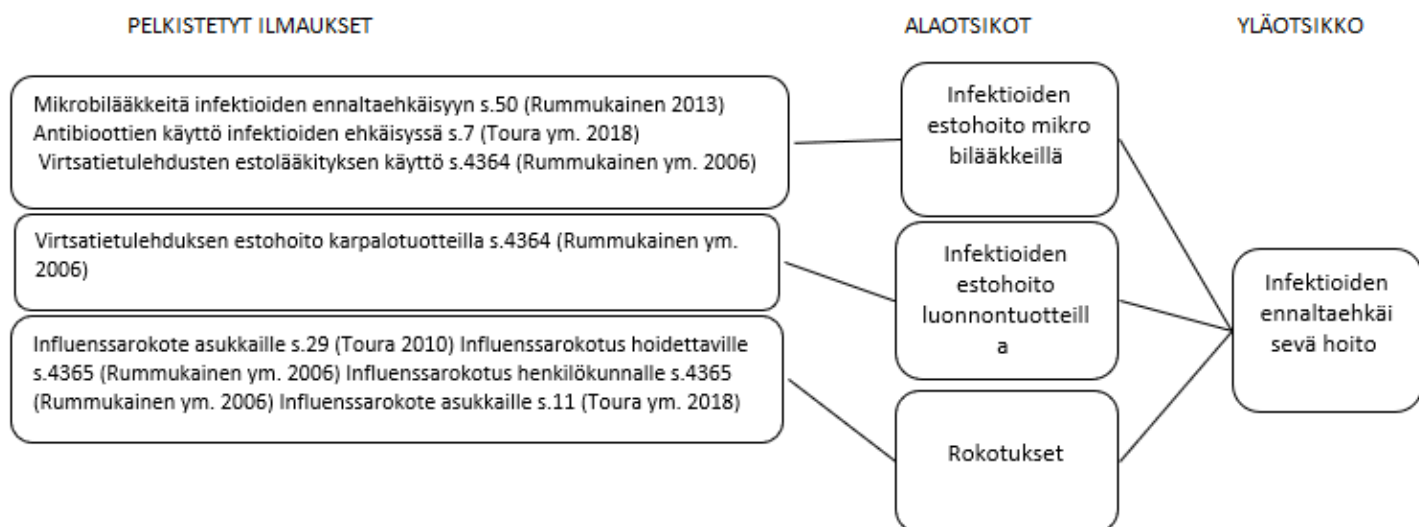 PELKISTETYT ILMAUKSET
ALAOTSIKOT
YLÄOTSIKKO
Mikrobilääkkeitä infektioiden ennaltaehkäisyyn s.50 (Rummukainen 2013)
Antibioottien käyttö infektioiden ehkäisyssä s.7 (Toura ym. 2018)
Virtsatietulehdusten estolääkityksen käyttö s.4364 (Rummukainen ym. 2006)
Infektioiden
estohoito mikro
bilääkkeillä
Virtsatietulehduksen estohoito karpalotuotteilla s.4364 (Rummukainen ym.
2006)
Infektioiden
estohoito
luonnontuotteill
a
Influenssarokote asukkaille s.29 (Toura 2010) Influenssarokotus hoidettaville
s.4365 (Rummukainen ym. 2006) Influenssarokotus henkilökunnalle s.4365
(Rummukainen ym. 2006) Influenssarokote asukkaille s.11 (Toura ym. 2018)
Rokotukset
Infektioiden
ennaltaehkäi
sevä hoito